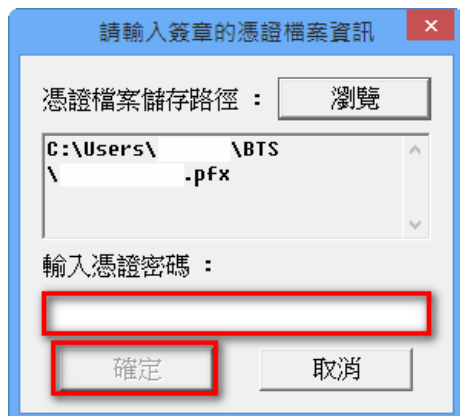 請輸入簽章的憑證檔案資訊
憑證檔案儲存路徑：
瀏覽
C:\Users\ \BTS
\ .pfx
輸入憑證密碼：
確定
取消